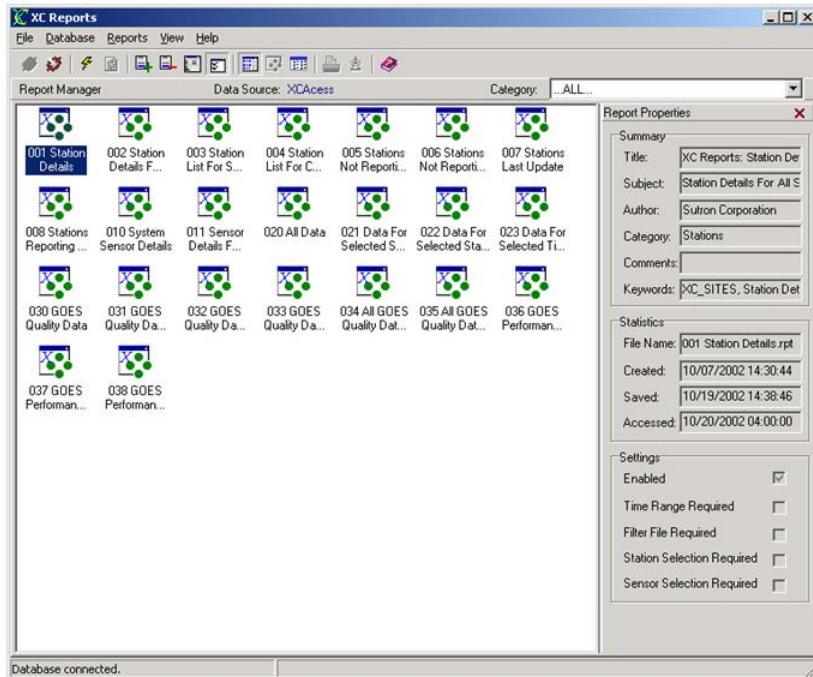 XC Reports
File Database Reports View Help
Report Manager Data Source: XCAcess Category: ...ALL...
001 Station Details
002 Station Details F...
003 Station List For S...
004 Station List For C...
005 Stations Not Reporti...
006 Stations Not Reporti...
007 Stations Last Update
008 Stations Reporting ...
010 System Sensor Details
011 Sensor Details F...
020 All Data
021 Data For Selected S...
022 Data For Selected Sta...
023 Data For Selected Ti...
030 GOES Quality Data
031 GOES Quality Da...
032 GOES Quality Da...
033 GOES Quality Da...
034 All GOES Quality Dat...
035 All GOES Quality Dat...
036 GOES Performan...
037 GOES Performan...
038 GOES Performan...
Report Properties
Summary
Title: XC Reports: Station De
Subject: Station Details For All S
Author: Sutron Corporation
Category: Stations
Comments:
Keywords: XC_SITES, Station Det
Statistics
File Name: 001 Station Details.rpt
Created: 10/07/2002 14:30:44
Saved: 10/19/2002 14:38:46
Accessed: 10/20/2002 04:00:00
Settings
Enabled
Time Range Required
Filter File Required
Station Selection Required
Sensor Selection Required
Database connected.